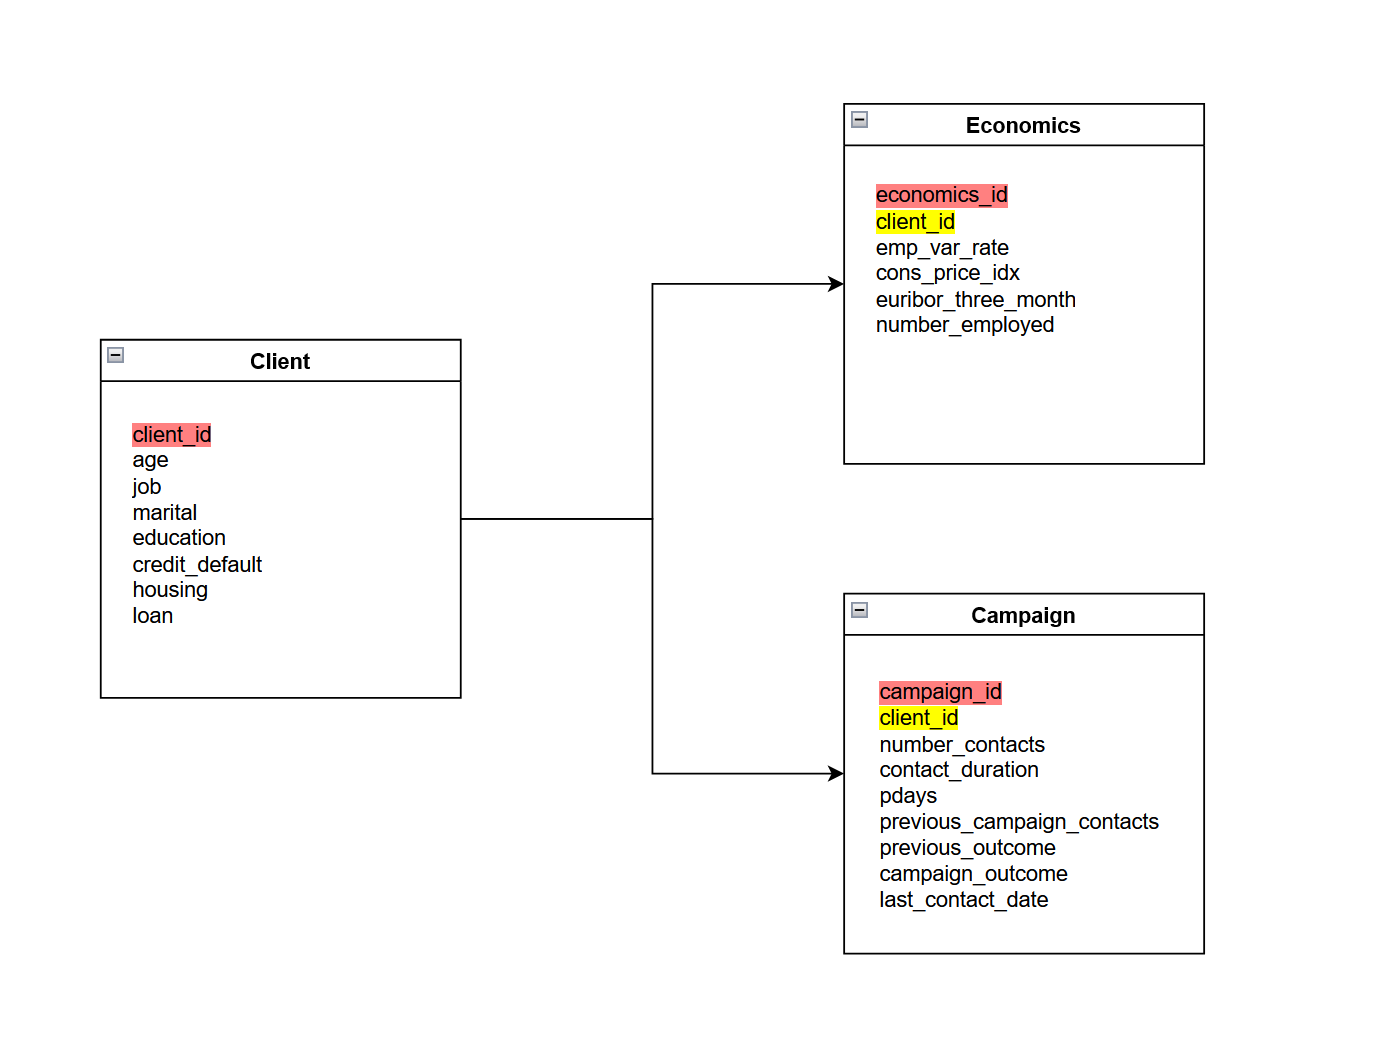 Client
client_id
age
job
marital
education
credit_default
housing
loan
Economics
economics_id
client_id
emp_var_rate
cons_price_idx
euribor_three_month
number_employed
Campaign
campaign_id
client_id
number_contacts
contact_duration
pdays
previous_campaign_contacts
previous_outcome
campaign_outcome
last_contact_date